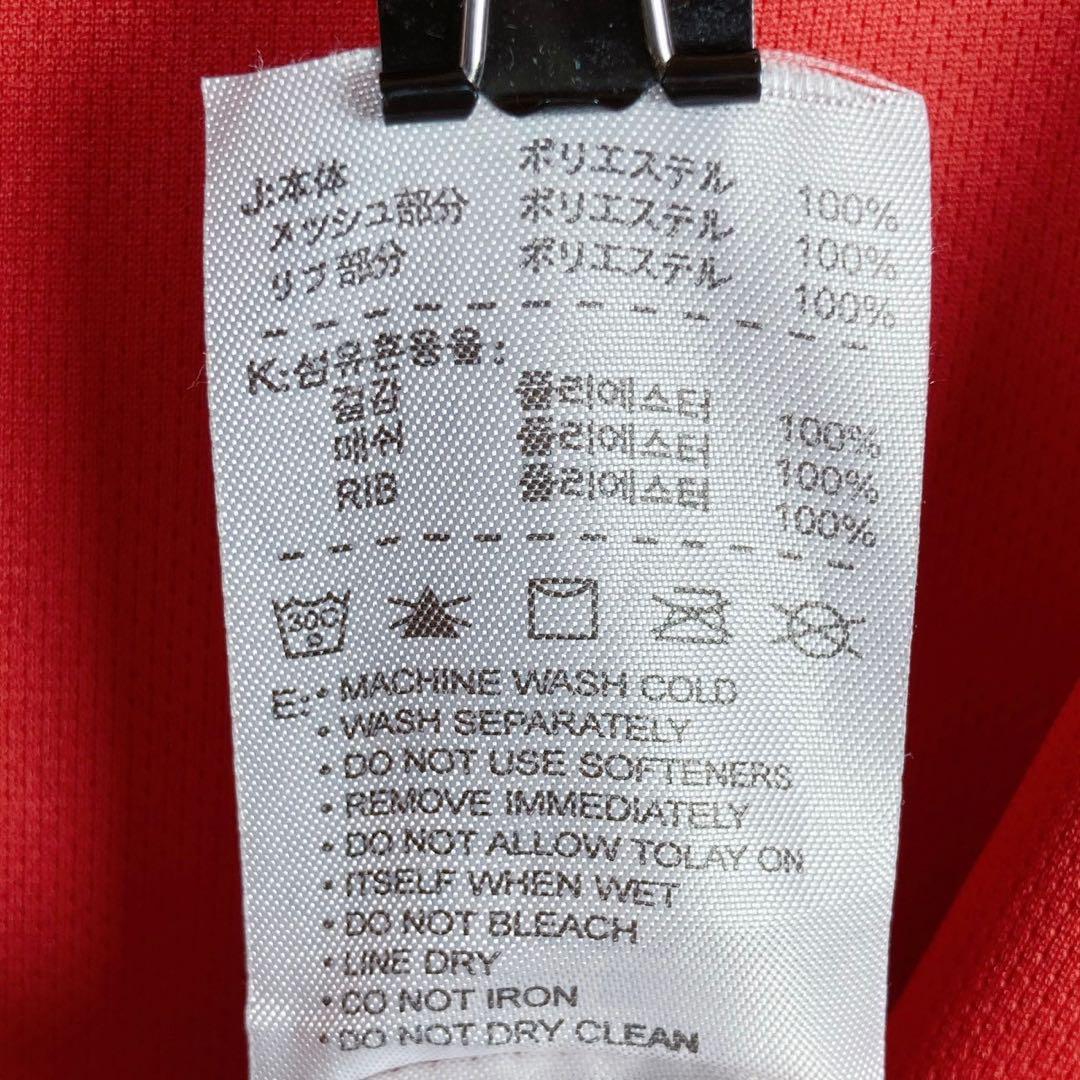 J:本体 ポリエステル 100%
メッシュ部分 ポリエステル 100%
リブ部分 ポリエステル 100%
K:섬유혼용율:
겉감 폴리에스터 100%
매쉬 폴리에스터 100%
RIB 폴리에스터 100%
30C
E:・MACHINE WASH COLD
・WASH SEPARATELY
・DO NOT USE SOFTENERS
・REMOVE IMMEDIATELY
・DO NOT ALLOW TOLAY ON
・ITSELF WHEN WET
・DO NOT BLEACH
・LINE DRY
・CO NOT IRON
・DO NOT DRY CLEAN